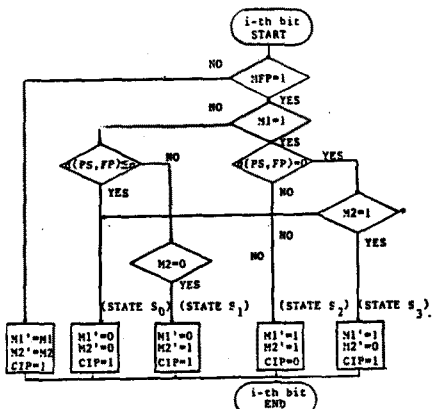 i-th bit
START
NO
MFP=1
YES
NO
M1=1
YES
d(PS,FP)≤
NO
d(PS,FP)=0
YES
YES
NO
M2=1
NO
YES
M2=0
NO
YES
(STATE S0) (STATE S1)
(STATE S2) (STATE S3)
M1'=M1
M2'=M2
CIP=1
M1'=0
M2'=0
CIP=1
M1'=0
M2'=1
CIP=1
M1'=1
M2'=1
CIP=0
M1'=1
M2'=0
CIP=1
i-th bit
END